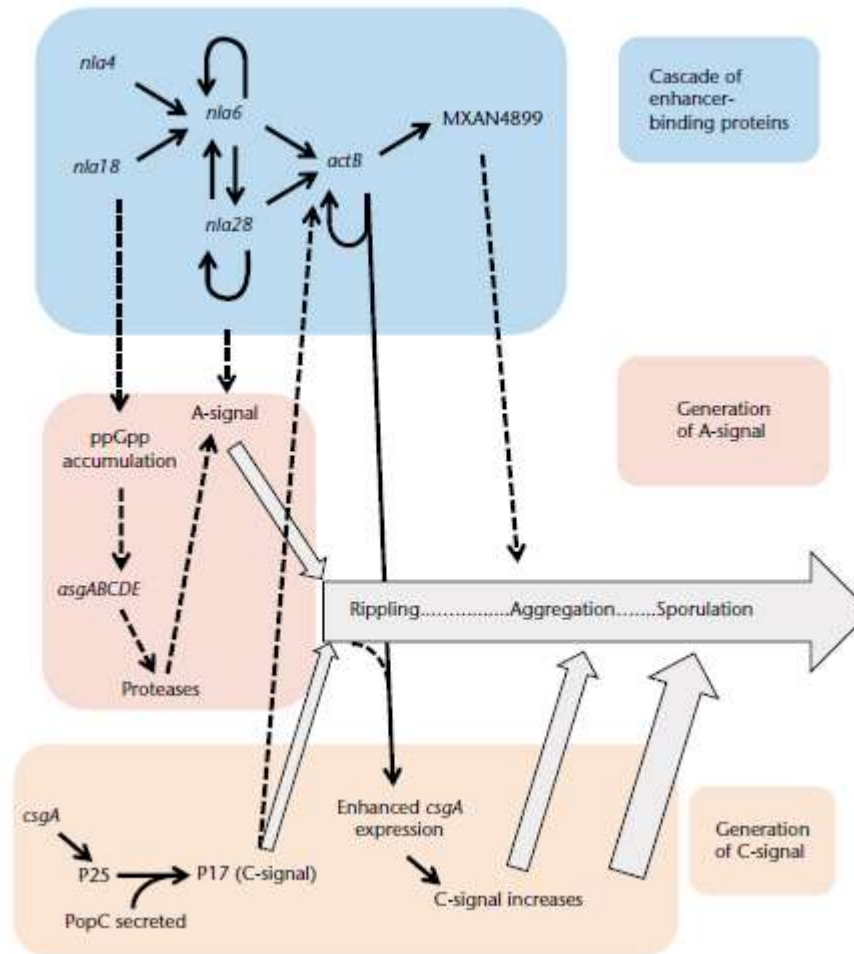 nla4
nla6
nla18
nla28
actB
MXAN4899
Cascade of
enhancer-
binding proteins
A-signal
ppGpp
accumulation
asgABCDE
Proteases
Generation
of A-signal
Rippling...............Aggregation.......Sporulation
csgA
P25
P17 (C-signal)
PopC secreted
Enhanced csgA
expression
C-signal increases
Generation
of C-signal